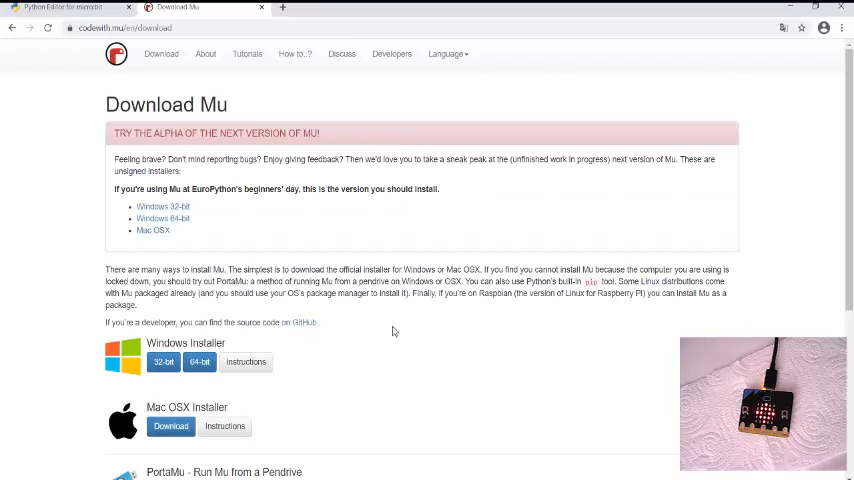 Python Editor for microbit
Download Mu
codewith.mu/en/download
Download About Tutorials How to..? Discuss Developers Language
Download Mu
TRY THE ALPHA OF THE NEXT VERSION OF MU!
Feeling brave? Don't mind reporting bugs? Enjoy giving feedback? Then we'd love you to take a sneak peak at the (unfinished work in progress) next version of Mu. These are
unsigned installers:
If you're using Mu at EuroPython's beginners' day, this is the version you should install.
Windows 32-bit
Windows 64-bit
Mac OSX
There are many ways to install Mu. The simplest is to download the official installer for Windows or Mac OSX. If you find you cannot install Mu because the computer you are using is
locked down, you should try out PortaMu: a method of running Mu from a pendrive on Windows or OSX. You can also use Python's built-in pip tool. Some Linux distributions come
with Mu packaged already (and you should use your OS's package manager to install it). Finally, if you're on Raspbian (the version of Linux for Raspberry Pi) you can install Mu as a
package.
If you're a developer, you can find the source code on GitHub.
Windows Installer
32-bit 64-bit Instructions
Mac OSX Installer
Download Instructions
PortaMu - Run Mu from a Pendrive